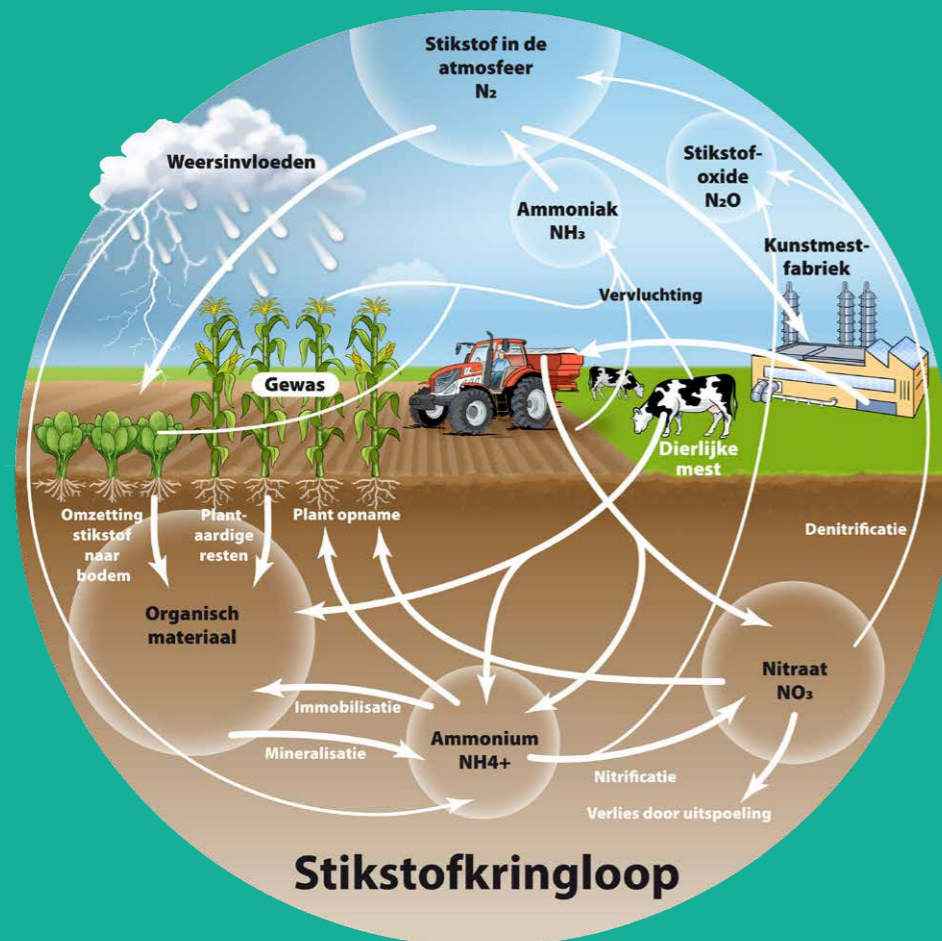 Stikstof in de
atmosfeer
N₂
Weersinvloeden
Stikstof-
oxide
N₂O
Ammoniak
NH₃
Kunstmest-
fabriek
Vervluchting
Gewas
Dierlijke
mest
Omzetting
stikstof
naar
bodem
Plant-
aardige
resten
Plant opname
Denitrificatie
Organisch
materiaal
Nitraat
NO₃
Immobilisatie
Ammonium
NH4+
Mineralisatie
Nitrificatie
Verlies door uitspoeling
Stikstofkringloop